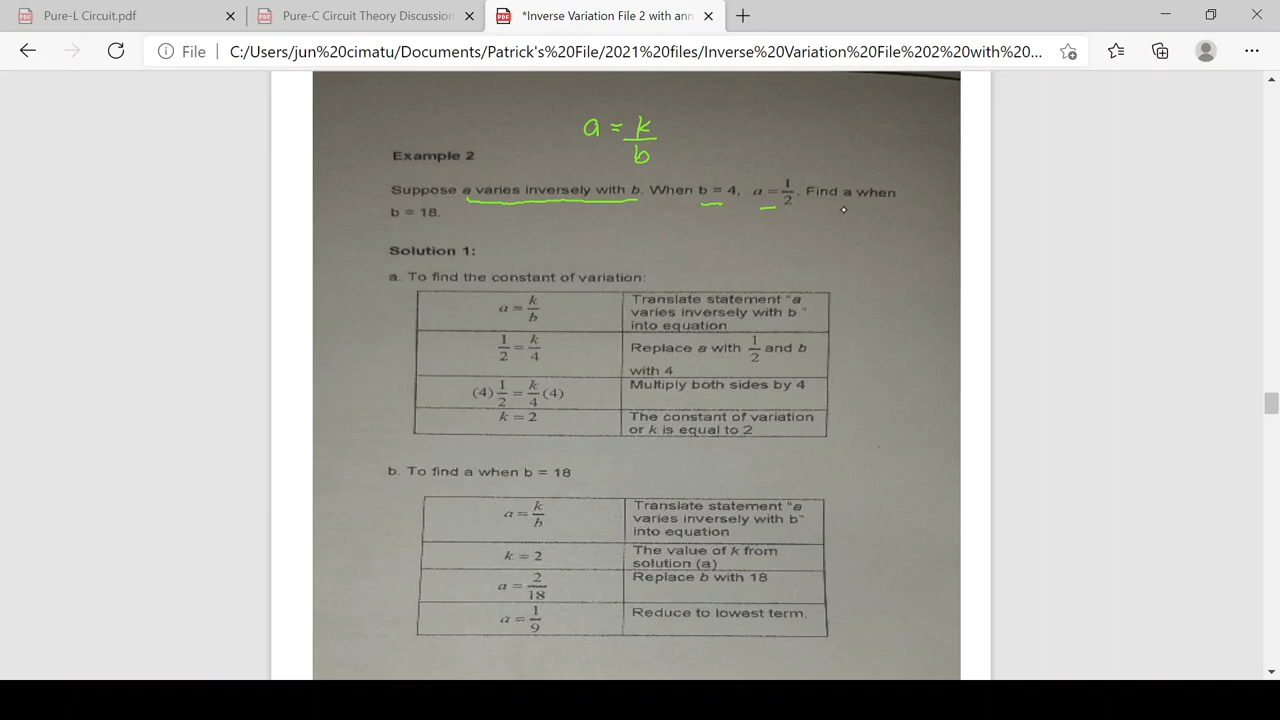 Pure-L Circuit.pdf
Pure-C Circuit Theory Discussion
*Inverse Variation File 2 with ann
File
C:/Users/jun%20cimatu/Documents/Patrick's%20File/2021%20files/Inverse%20Variation%20File%202%20with%20...
a = k/b
Example 2
Suppose a varies inversely with b. When b = 4, a = 1/2. Find a when
b = 18.
Solution 1:
a. To find the constant of variation:
a = k/b
Translate statement "a
varies inversely with b "
into equation
1/2 = k/4
Replace a with 1/2 and b
with 4
(4) 1/2 = k/4 (4)
Multiply both sides by 4
k = 2
The constant of variation
or k is equal to 2
b. To find a when b = 18
a = k/b
Translate statement "a
varies inversely with b"
into equation
k = 2
The value of k from
solution (a)
a = 2/18
Replace b with 18
a = 1/9
Reduce to lowest term.